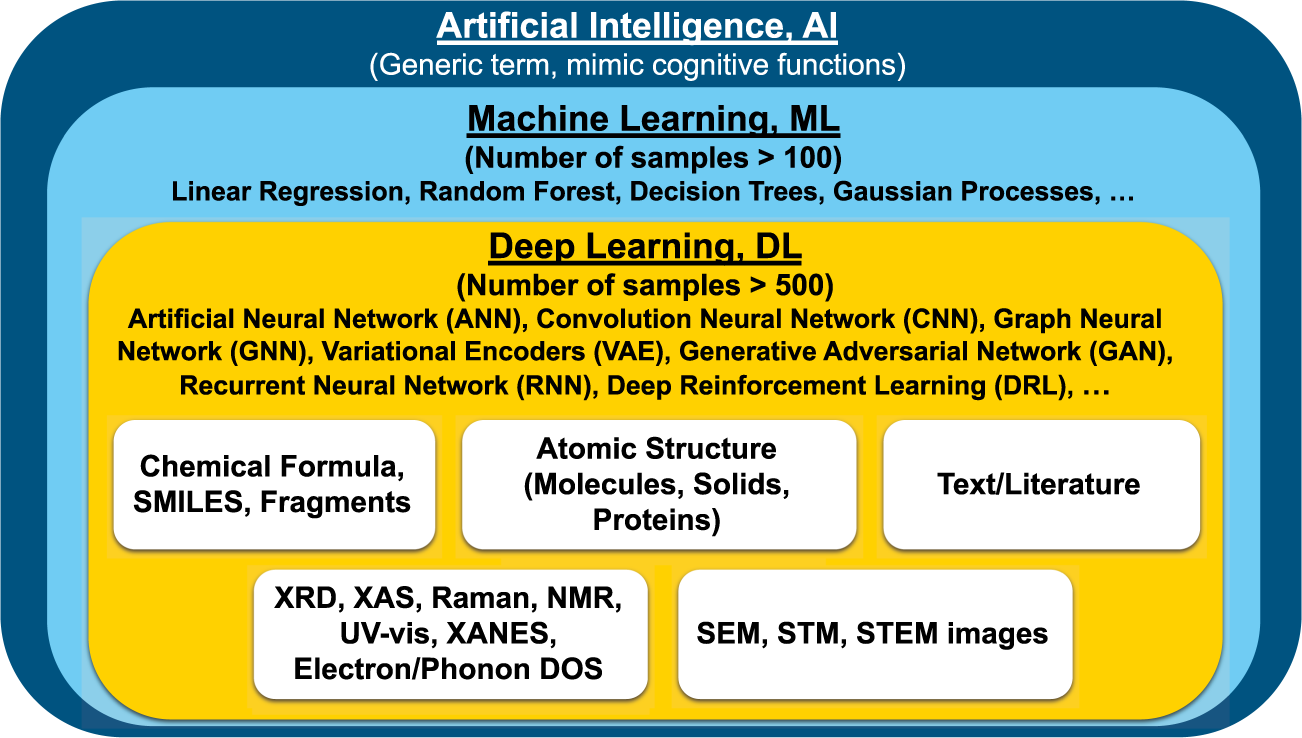 Artificial Intelligence, AI
(Generic term, mimic cognitive functions)
Machine Learning, ML
(Number of samples > 100)
Linear Regression, Random Forest, Decision Trees, Gaussian Processes, …
Deep Learning, DL
(Number of samples > 500)
Artificial Neural Network (ANN), Convolution Neural Network (CNN), Graph Neural
Network (GNN), Variational Encoders (VAE), Generative Adversarial Network (GAN),
Recurrent Neural Network (RNN), Deep Reinforcement Learning (DRL), …
Chemical Formula,
SMILES, Fragments
Atomic Structure
(Molecules, Solids,
Proteins)
Text/Literature
XRD, XAS, Raman, NMR,
UV-vis, XANES,
Electron/Phonon DOS
SEM, STM, STEM images